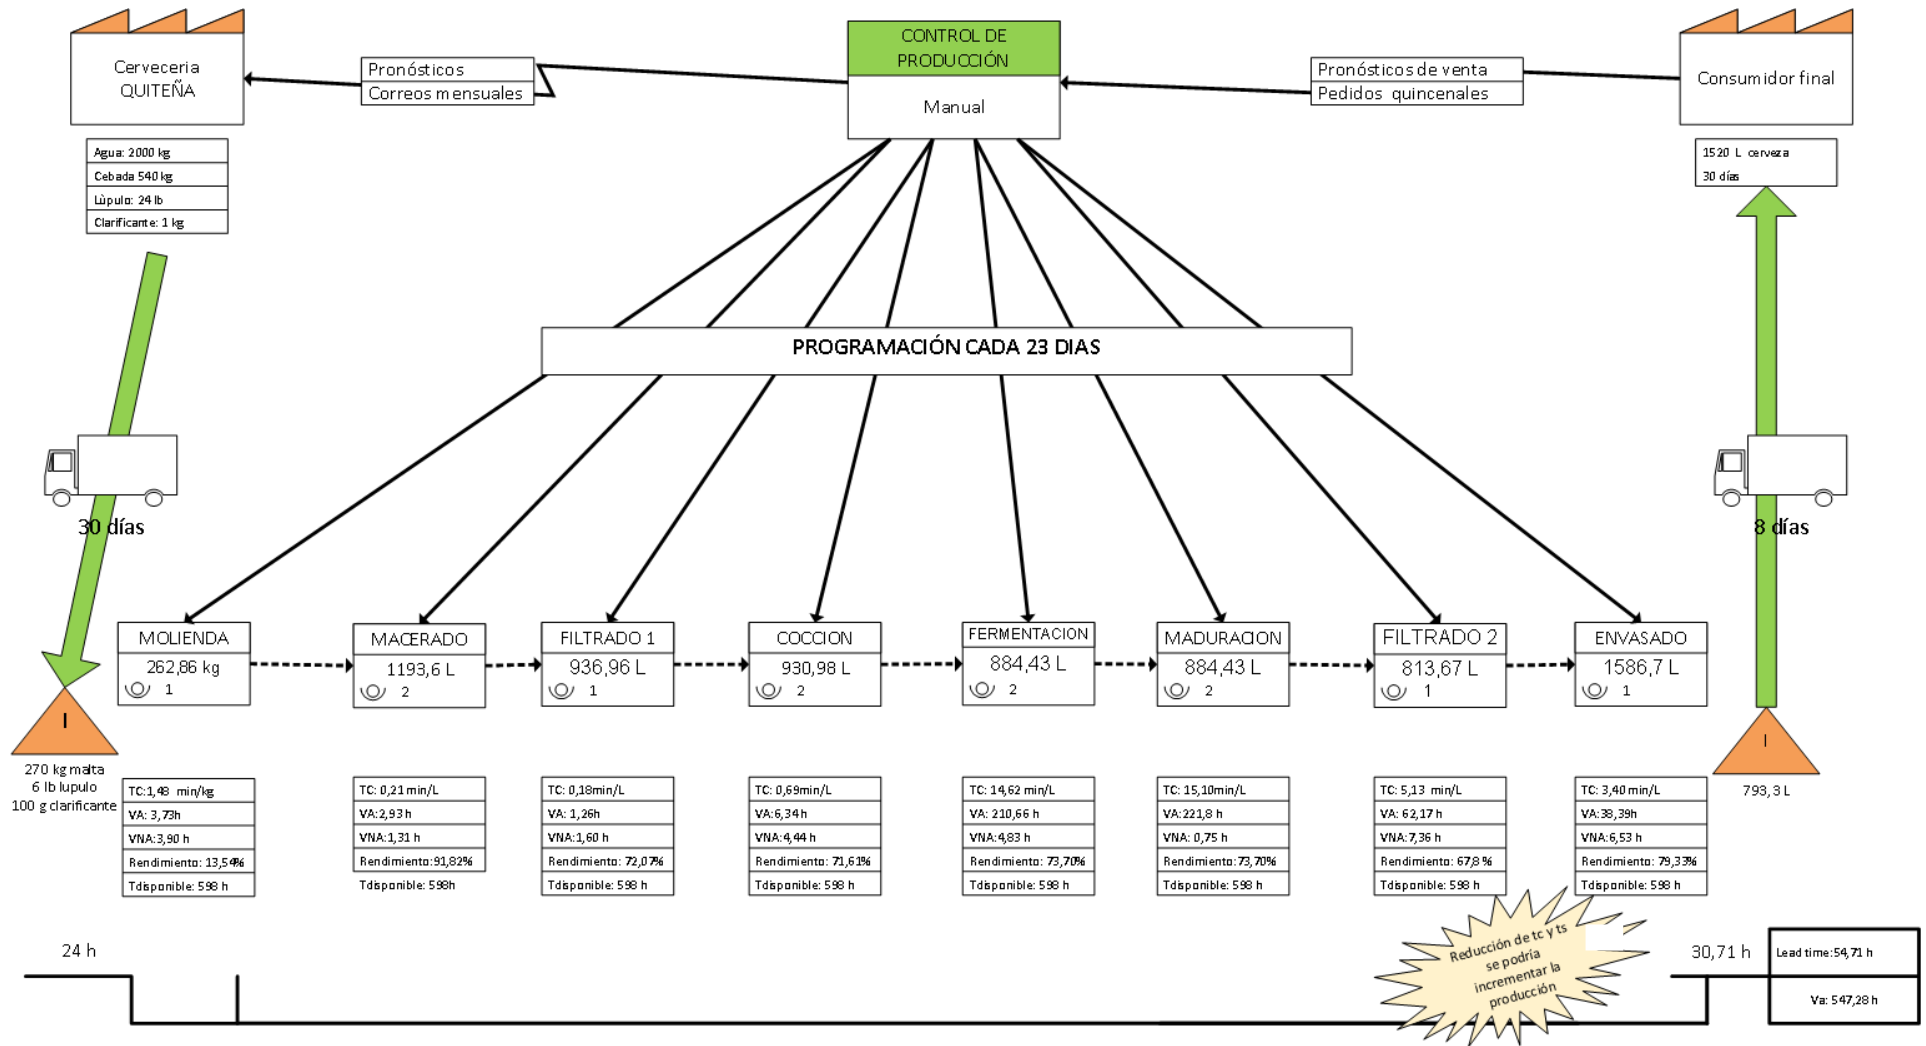 Cerveceria
QUITEÑA
Pronósticos
Correos mensuales
CONTROL DE
PRODUCCIÓN
Manual
Pronósticos de venta
Pedidos quincenales
Consumidor final
Agua: 2000 kg
Cebada 540 kg
Lùpulo: 24 lb
Clarificante: 1 kg
1520 L cerveza
30 días
PROGRAMACIÓN CADA 23 DIAS
30 días
8 días
MOLIENDA
262,86 kg
1
MACERADO
1193,6 L
2
FILTRADO 1
936,96 L
1
COCCION
930,98 L
2
FERMENTACION
884,43 L
2
MADURACION
884,43 L
2
FILTRADO 2
813,67 L
1
ENVASADO
1586,7 L
1
I
270 kg malta
6 lb lupulo
100 g clarificante
I
793,3 L
TC:1,48 min/kg
VA: 3,73h
VNA:3,90 h
Rendimiento: 13,54%
Tdisponible: 598 h
TC: 0,21 min/L
VA:2,93 h
VNA:1,31 h
Rendimiento:91,82%
Tdisponible: 598h
TC: 0,18min/L
VA: 1,26h
VNA:1,60 h
Rendimiento: 72,07%
Tdisponible: 598 h
TC: 0,69min/L
VA:6,34 h
VNA:4,44 h
Rendimiento: 71,61%
Tdisponible: 598 h
TC: 14,62 min/L
VA: 210,66 h
VNA:4,83 h
Rendimiento: 73,70%
Tdisponible: 598 h
TC: 15,10min/L
VA:221,8 h
VNA: 0,75 h
Rendimiento: 73,70%
Tdisponible: 598 h
TC: 5,13 min/L
VA: 62,17 h
VNA:7,36 h
Rendimiento: 67,8 %
Tdisponible: 598 h
TC: 3,40 min/L
VA:38,39h
VNA:6,53 h
Rendimiento: 79,33%
Tdisponible: 598 h
Reducción de tc y ts
se podría
incrementar la
producción
24 h
30,71 h
Lead time:54,71 h
Va: 547,28 h